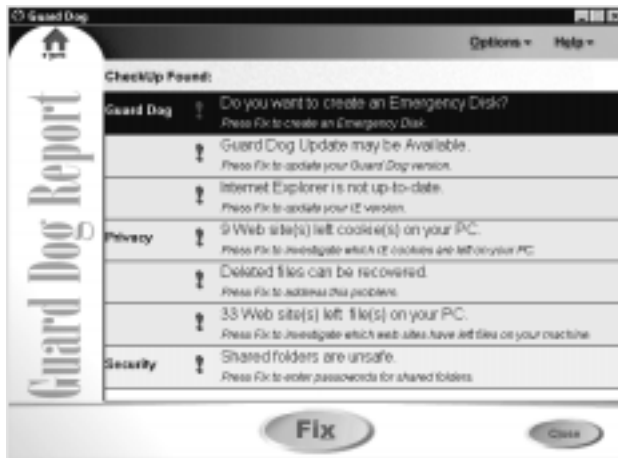 Guard Dog
Options Help
CheckUp Found:
Guard Dog Report
Guard Dog
Do you want to create an Emergency Disk?
Press Fix to create an Emergency Disk.
Guard Dog Update may be Available.
Press Fix to update your Guard Dog version.
Internet Explorer is not up-to-date.
Press Fix to update your IE version.
Privacy
9 Web site(s) left cookie(s) on your PC.
Press Fix to investigate which IE cookies are left on your PC.
Deleted files can be recovered.
Press Fix to address this problem.
33 Web site(s) left file(s) on your PC.
Press Fix to investigate which web sites have left files on your machine.
Security
Shared folders are unsafe.
Press Fix to enter passwords for shared folders.
Fix
Close